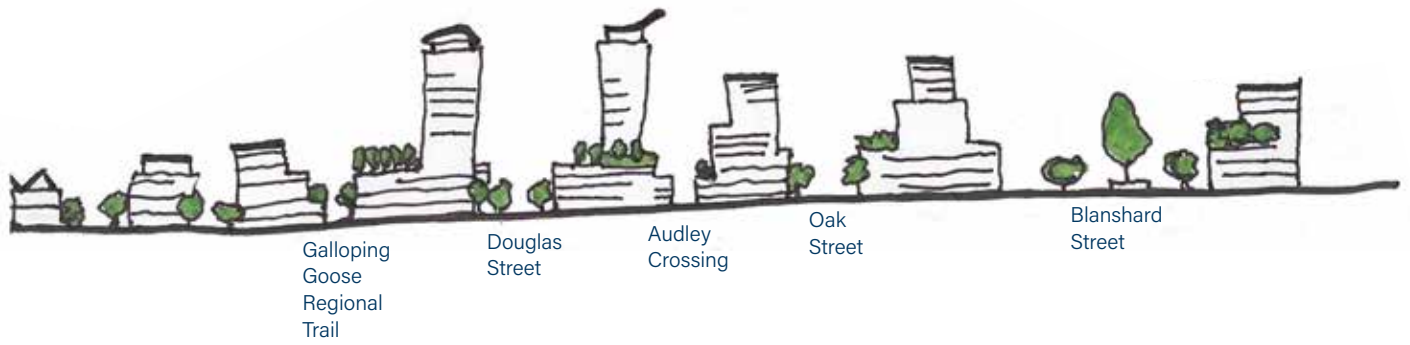 Galloping
Goose
Regional
Trail
Douglas
Street
Audley
Crossing
Oak
Street
Blanshard
Street